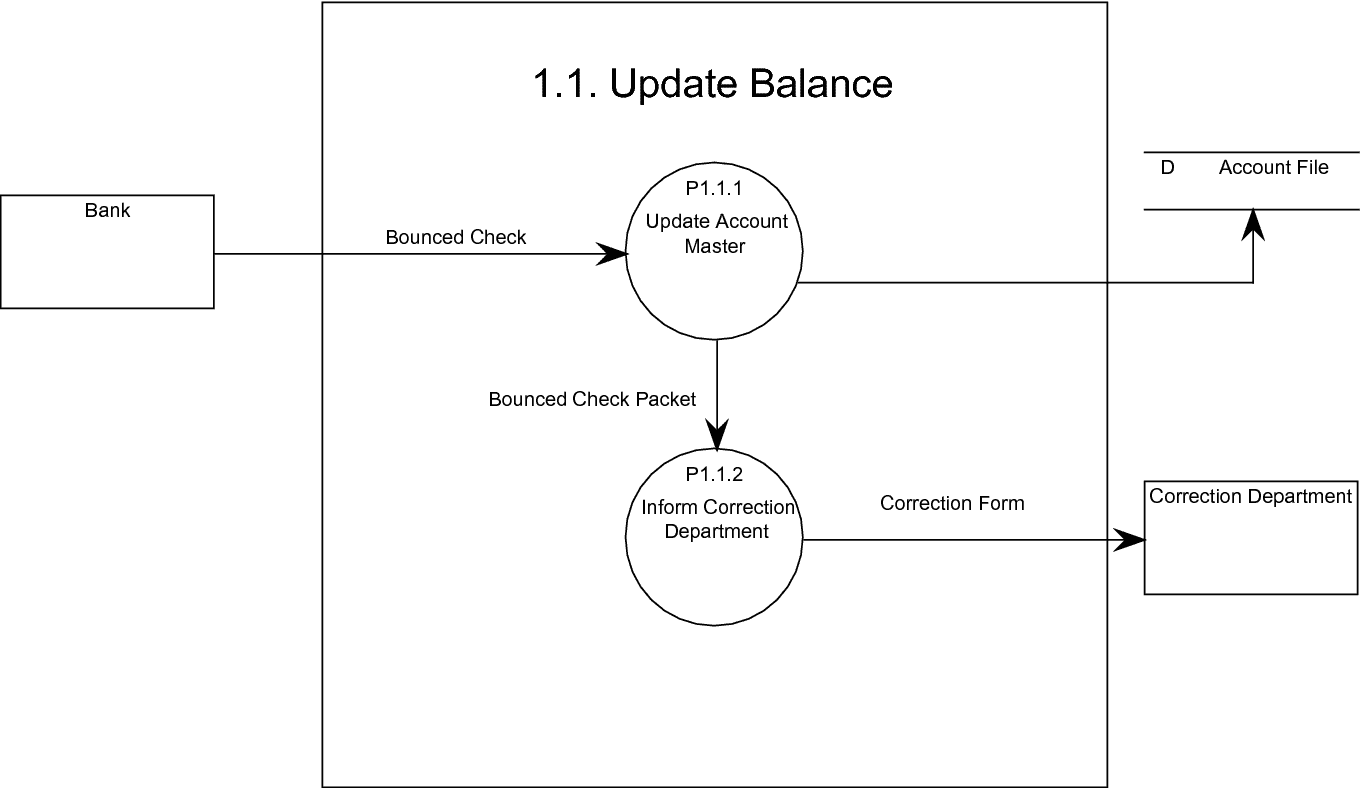 1.1. Update Balance
D Account File
P1.1.1
Update Account
Master
Bank
Bounced Check
Bounced Check Packet
P1.1.2
Inform Correction
Department
Correction Form
Correction Department